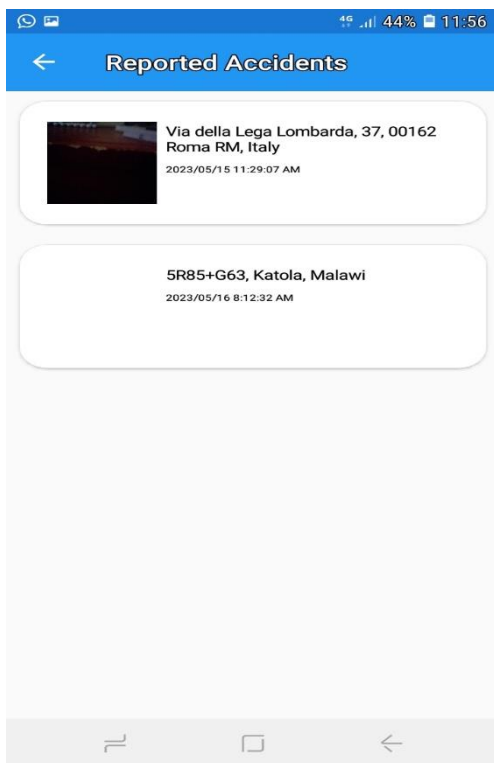 4G 44% 11:56
Reported Accidents
Via della Lega Lombarda, 37, 00162
Roma RM, Italy
2023/05/15 11:29:07 AM
5R85+G63, Katola, Malawi
2023/05/16 8:12:32 AM